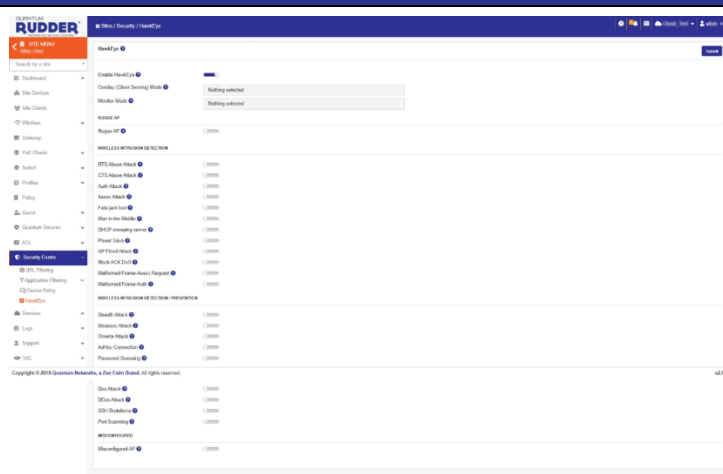 QUANTUM
RUDDER
Sites / Security / HawkEye
SITE MENU
Search for a site
HawkEye
Submit
Dashboard
Site Devices
Site Clients
Wireless
Gateway
PoE Chasis
Switch
Profiles
Policy
Guest
Quantum Secure+
ACL
Security Centre
URL Filtering
Application Filtering
Device Policy
HawkEye
Services
Logs
Support
TAC
Enable HawkEye
Overlay (Client-Serving) Mode
Nothing selected
Monitor Mode
Nothing selected
ROGUE AP
Rogue AP
WIRELESS INTRUSION DETECTION
RTS Abuse Attack
CTS Abuse Attack
Auth Attack
Assoc Attack
Fata jack tool
Man in the Middle
DHCP snooping server
Power Save
AP Flood Attack
Block ACK DoS
Malformed Frame-Assoc Request
Malformed Frame-Auth
WIRELESS INTRUSION DETECTION / PREVENTION
Deauth Attack
Disassoc Attack
Omerta Attack
AdHoc Connection
Password Guessing
Copyright © 2018 Quantum Networks, a Zen Exim Brand. All rights reserved.
Dos Attack
DDos Attack
SSH Bruteforce
Port Scanning
MISCONFIGURED
Misconfigured AP